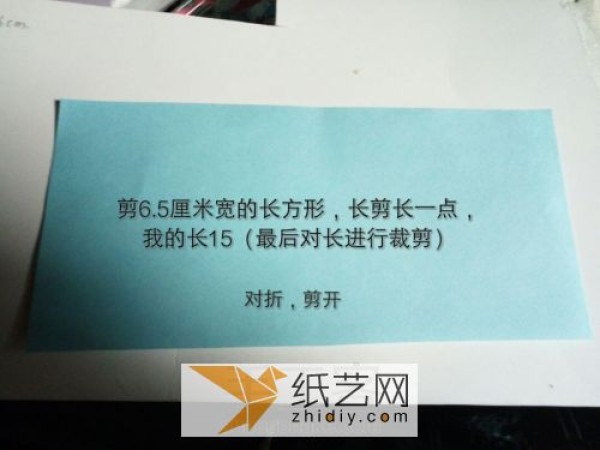 剪6.5厘米宽的长方形，长剪长一点，
我的长15（最后对长进行裁剪）
对折，剪开
纸艺网
zhidiy.com